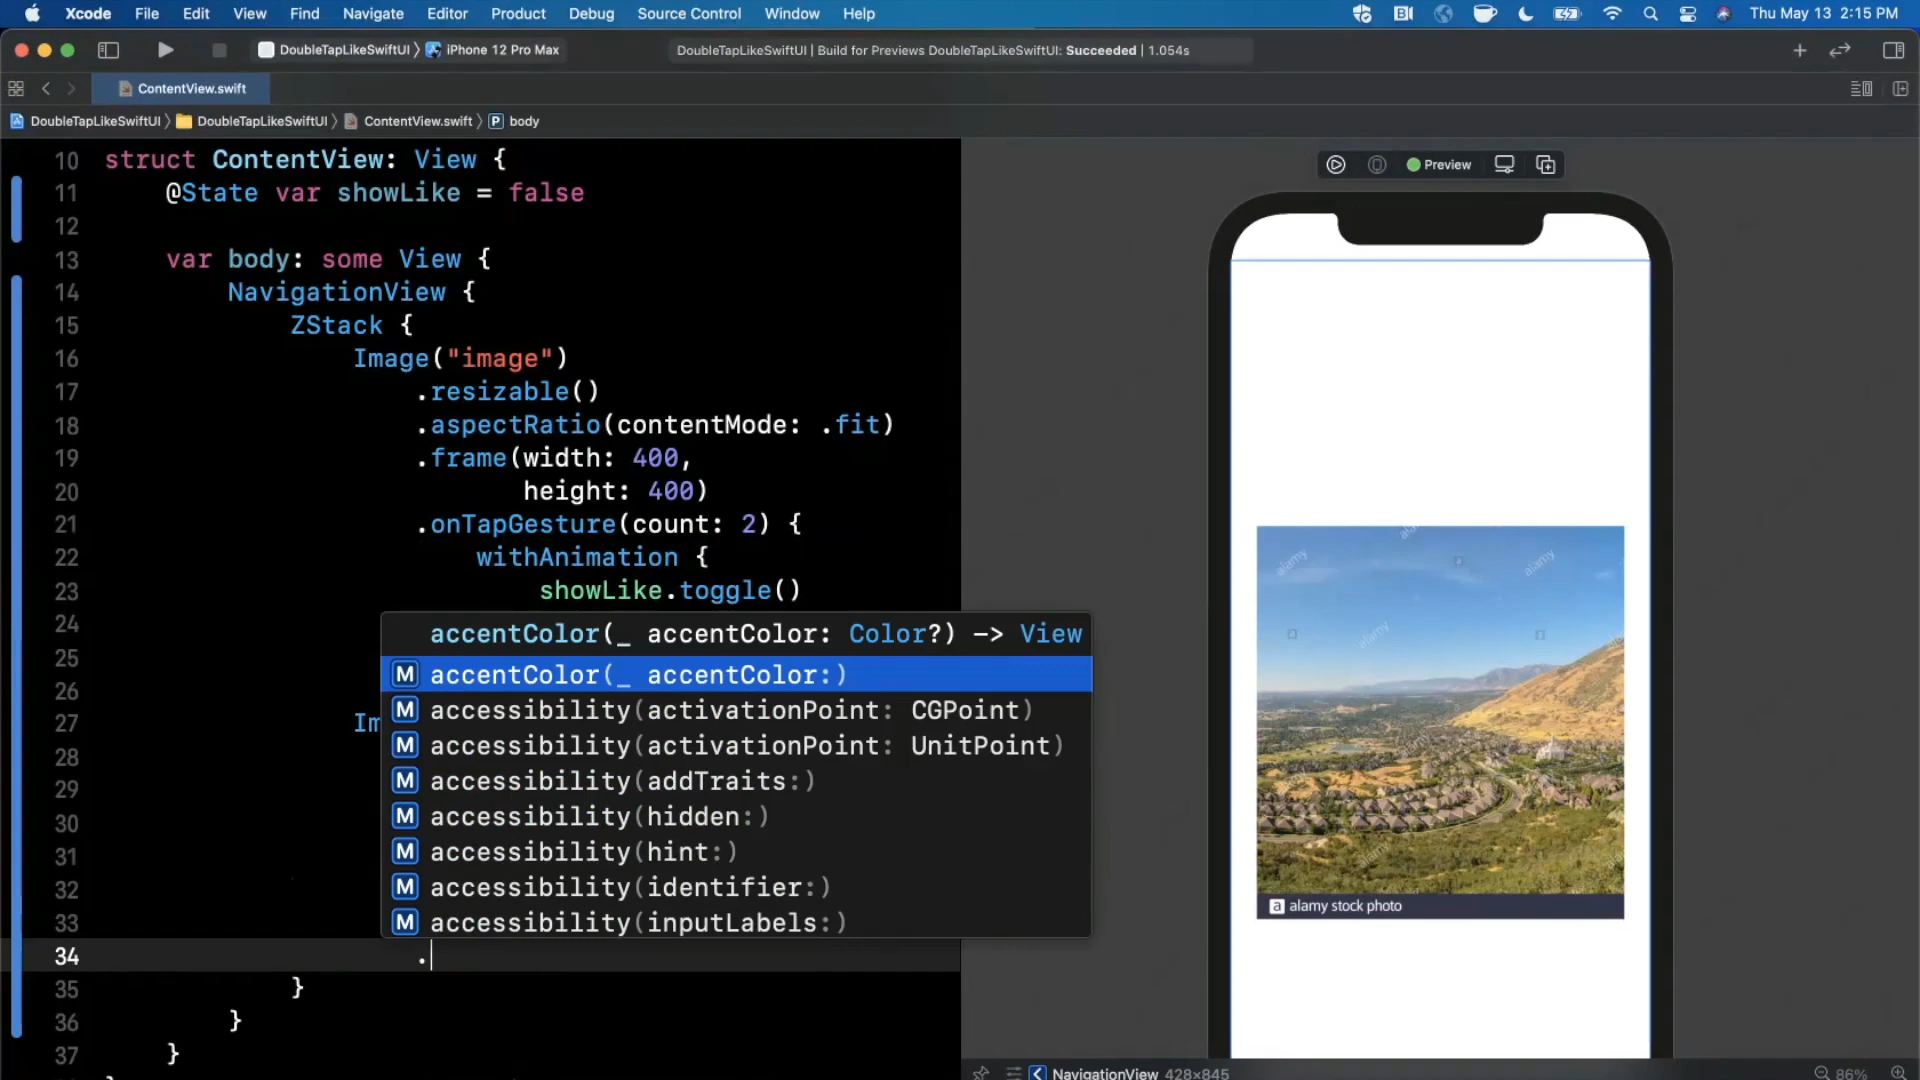 Xcode File Edit View Find Navigate Editor Product Debug Source Control Window Help Thu May 13 2:15 PM
DoubleTapLikeSwiftUI 〉 iPhone 12 Pro Max DoubleTapLikeSwiftUI | Build for Previews DoubleTapLikeSwiftUI: Succeeded | 1.054s
ContentView.swift
DoubleTapLikeSwiftUI 〉 DoubleTapLikeSwiftUI 〉 ContentView.swift 〉 P body
10 struct ContentView: View {
11 @State var showLike = false
12
13 var body: some View {
14 NavigationView {
15 ZStack {
16 Image("image")
17 .resizable()
18 .aspectRatio(contentMode: .fit)
19 .frame(width: 400,
20 height: 400)
21 .onTapGesture(count: 2) {
22 withAnimation {
23 showLike.toggle()
24
25
26
27 Im
28
29
30
31
32
33
34 .
35 }
36 }
37 }
accentColor(_ accentColor: Color?) -> View
M accentColor(_ accentColor:)
M accessibility(activationPoint: CGPoint)
M accessibility(activationPoint: UnitPoint)
M accessibility(addTraits:)
M accessibility(hidden:)
M accessibility(hint:)
M accessibility(identifier:)
M accessibility(inputLabels:)
Preview
alamy
alamy
alamy
alamy
a alamy stock photo
NavigationView 428×845
86%